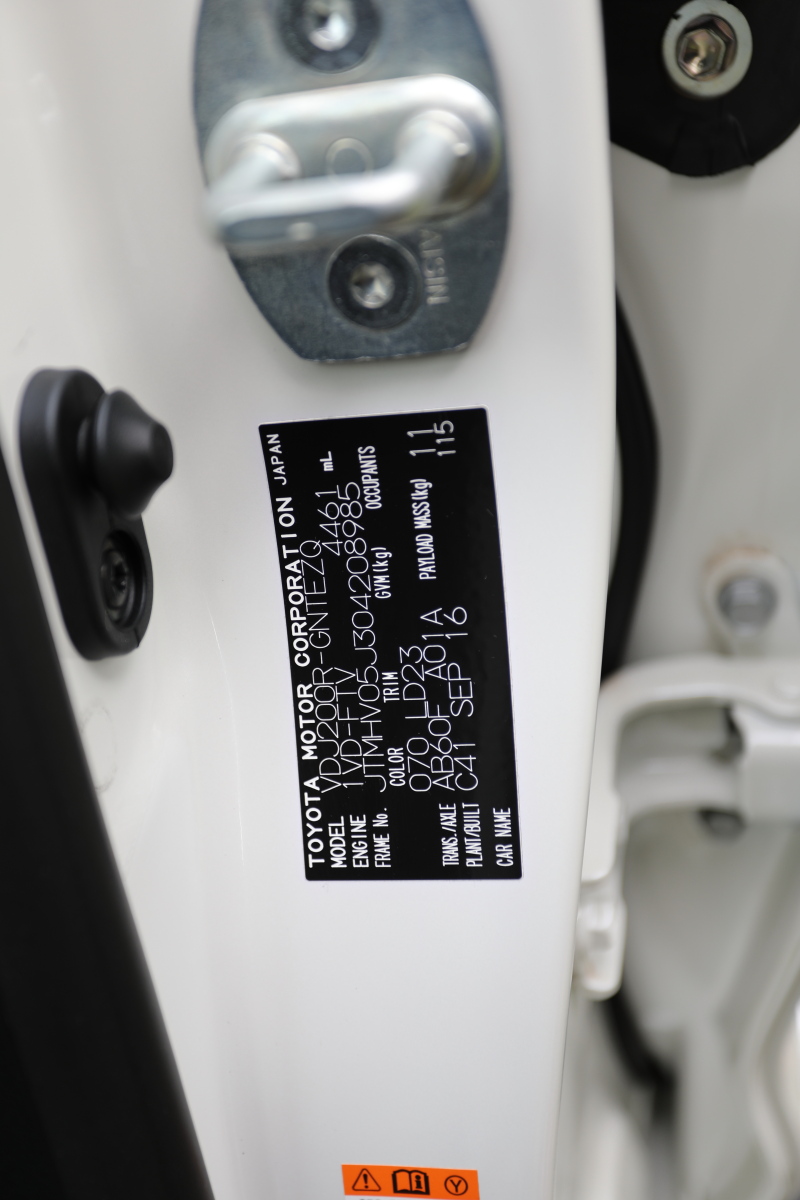 TOYOTA MOTOR CORPORATION JAPAN
MODEL VDJ200R-GNTEZQ
ENGINE 1VD-FTV 4461 mL
FRAME No. JTMHV05J304208985
COLOR TRIM GVM(kg) OCCUPANTS
070 LD23
PAYLOAD MASS(kg) 11
TRANS./AXLE AB60F A01A 115
PLANT/BUILT C41 SEP 16
CAR NAME